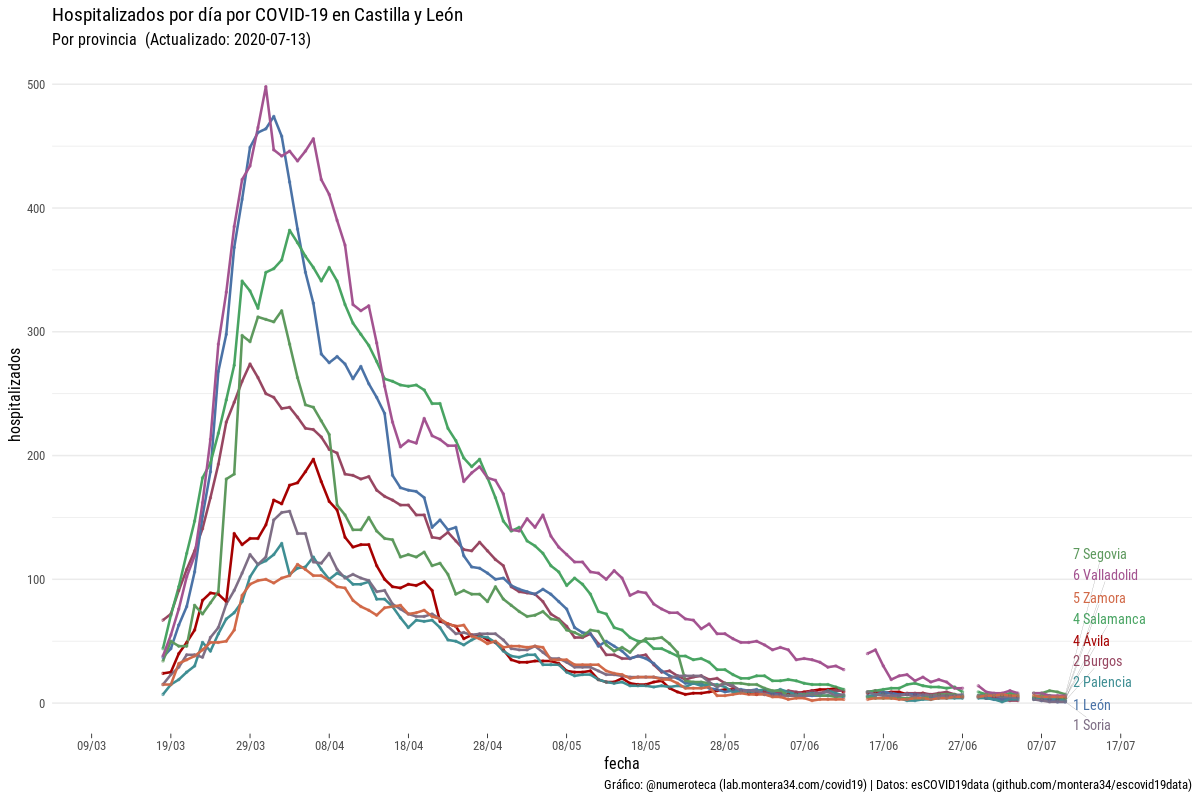 Hospitalizados por día por COVID-19 en Castilla y León
Por provincia (Actualizado: 2020-07-13)
hospitalizados
500
400
300
200
100
0
7 Segovia
6 Valladolid
5 Zamora
4 Salamanca
4 Ávila
2 Burgos
2 Palencia
1 León
1 Soria
09/03
19/03
29/03
08/04
18/04
28/04
08/05
18/05
28/05
07/06
17/06
27/06
07/07
17/07
fecha
Gráfico: @numeroteca (lab.montera34.com/covid19) | Datos: esCOVID19data (github.com/montera34/escovid19data)